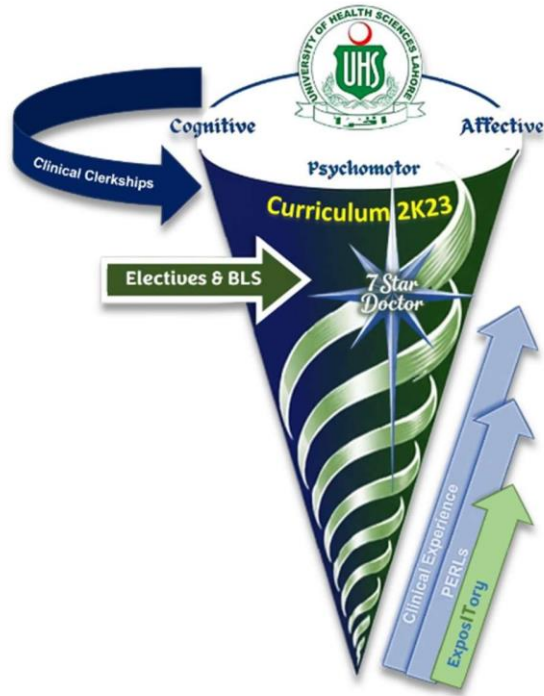 UNIVERSITY OF HEALTH SCIENCES LAHORE
UHS
اقرأ
Cognitive
Affective
Psychomotor
Clinical Clerkships
Curriculum 2K23
Electives & BLS
7 Star
Doctor
Clinical Experience
PERLs
ExposITory